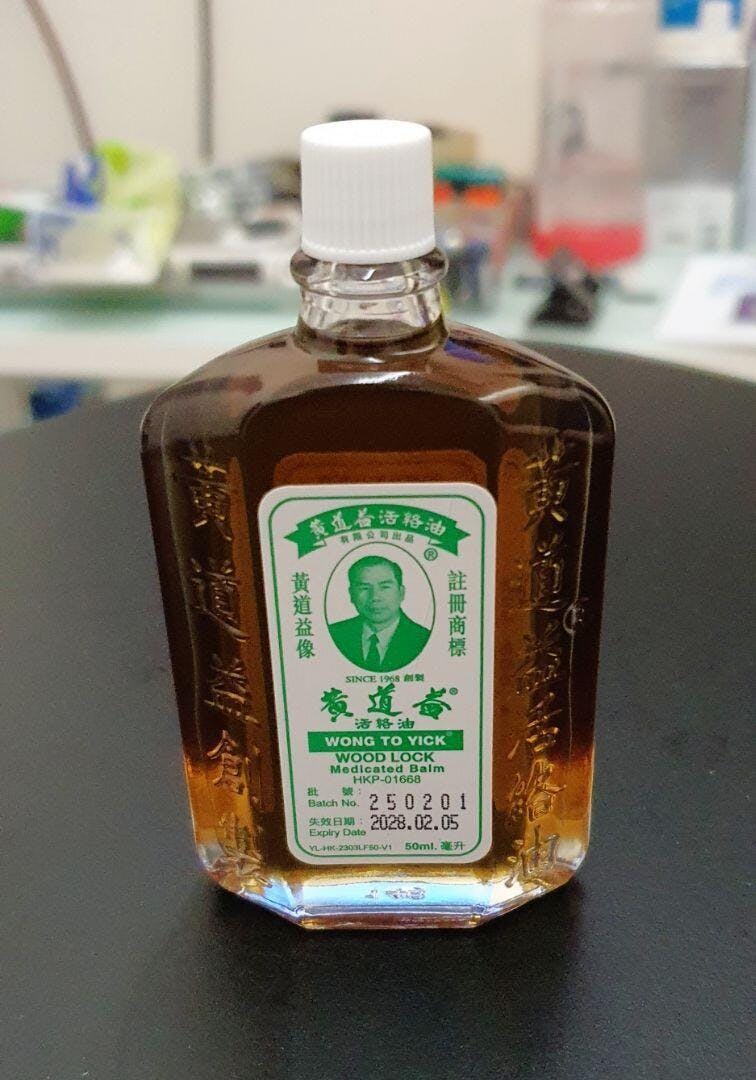 黃道益活絡油
有限公司出品
®
黃道益像
註冊商標
SINCE 1968 創製
黃道益®
活絡油
WONG TO YICK®
WOOD LOCK
Medicated Balm
HKP-01668
批 號：
Batch No. 250201
失效日期：
Expiry Date 2028.02.05
YL-HK-2303LF50-V1 50ml. 毫升
黃道益創製
黃道益活絡油